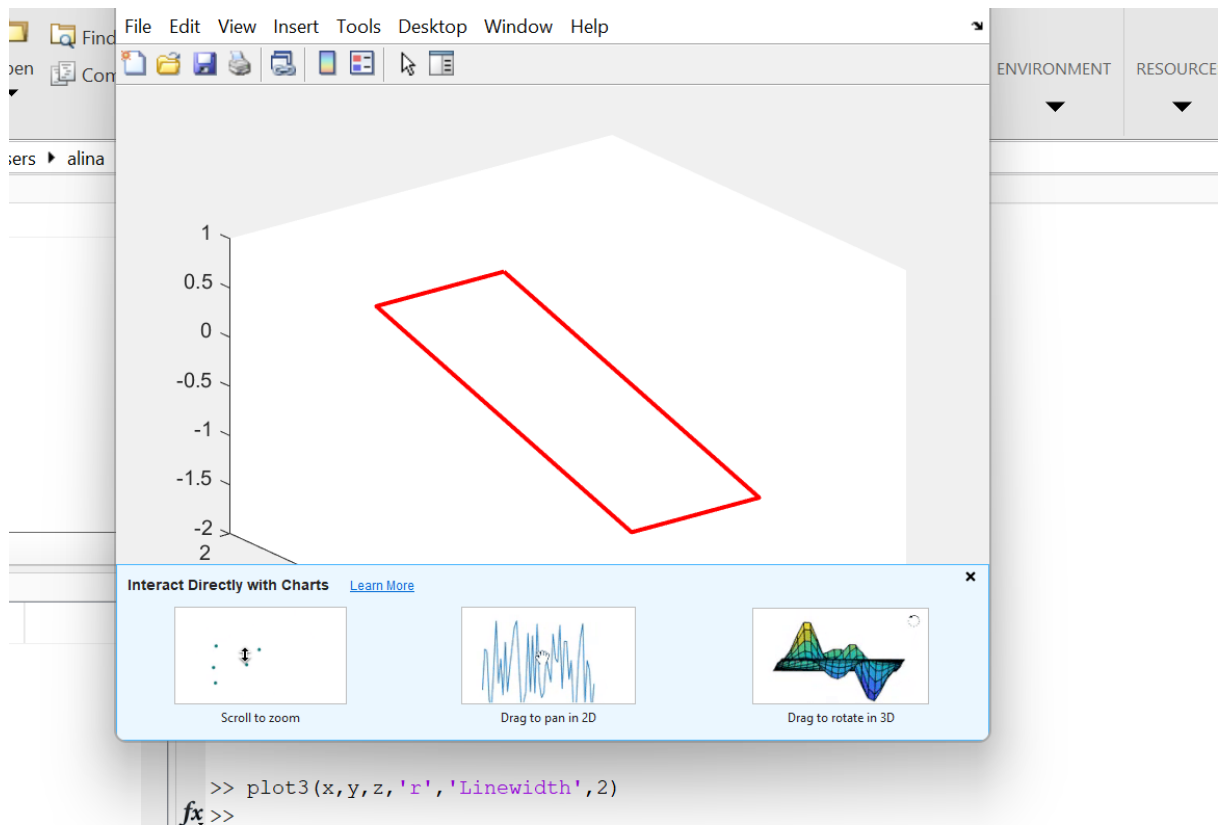 File Edit View Insert Tools Desktop Window Help
Find
pen
Com
ENVIRONMENT
RESOURCE
sers alina
1
0.5
0
-0.5
-1
-1.5
-2
2
Interact Directly with Charts Learn More
Scroll to zoom
Drag to pan in 2D
Drag to rotate in 3D
>> plot3(x,y,z,'r','Linewidth',2)
fx >>